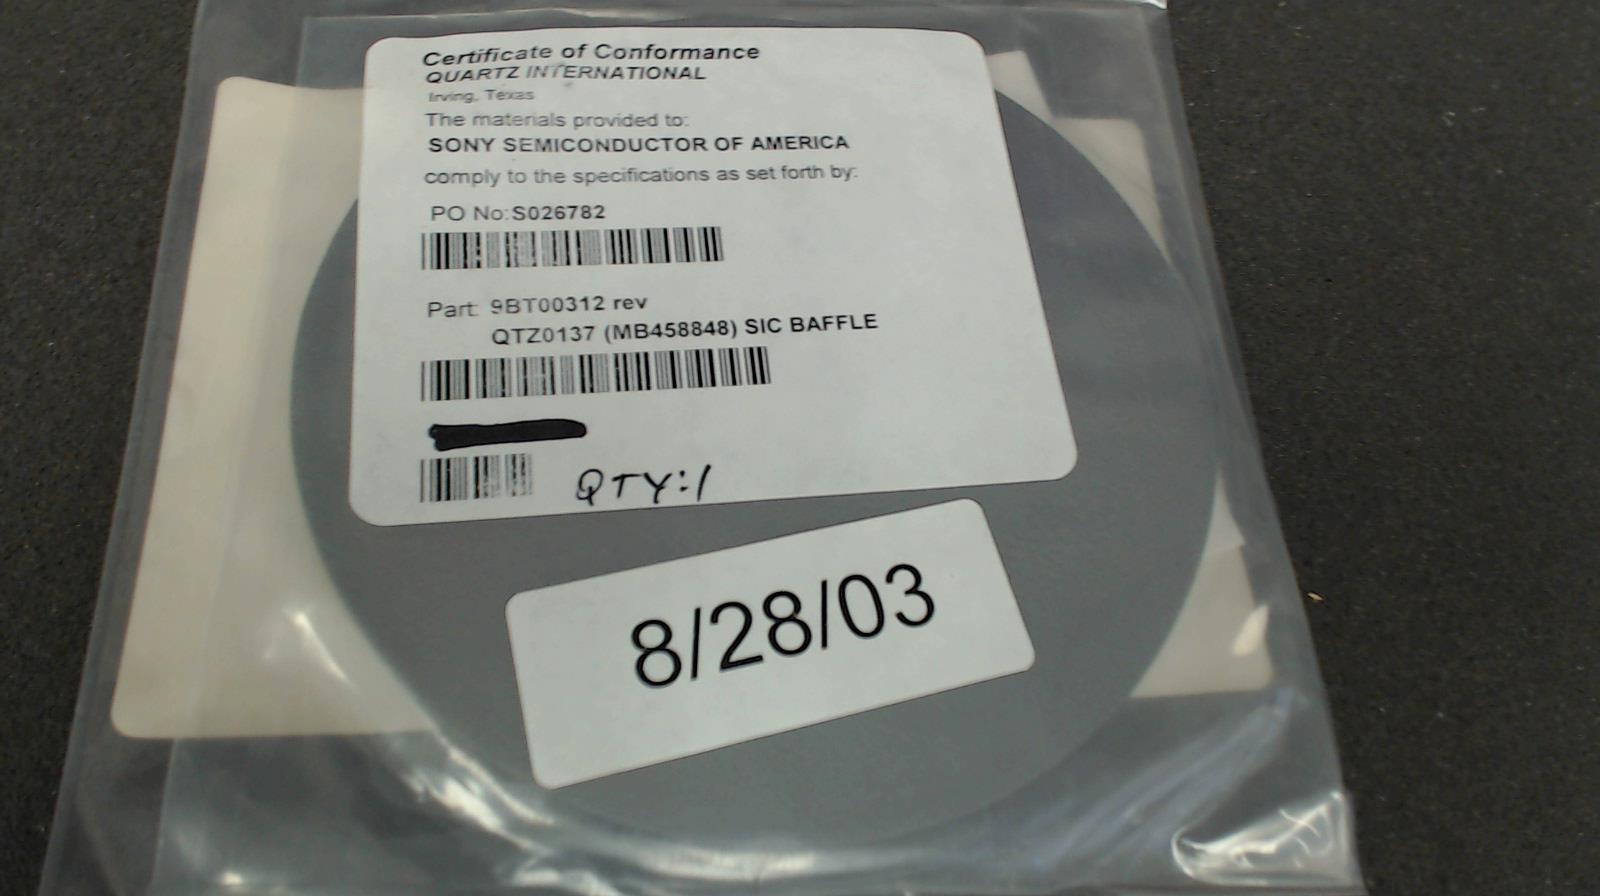 Certificate of Conformance
QUARTZ INTERNATIONAL
Irving, Texas
The materials provided to:
SONY SEMICONDUCTOR OF AMERICA
comply to the specifications as set forth by:
PO No:S026782
Part: 9BT00312 rev
QTZ0137 (MB458848) SIC BAFFLE
QTY:1
8/28/03